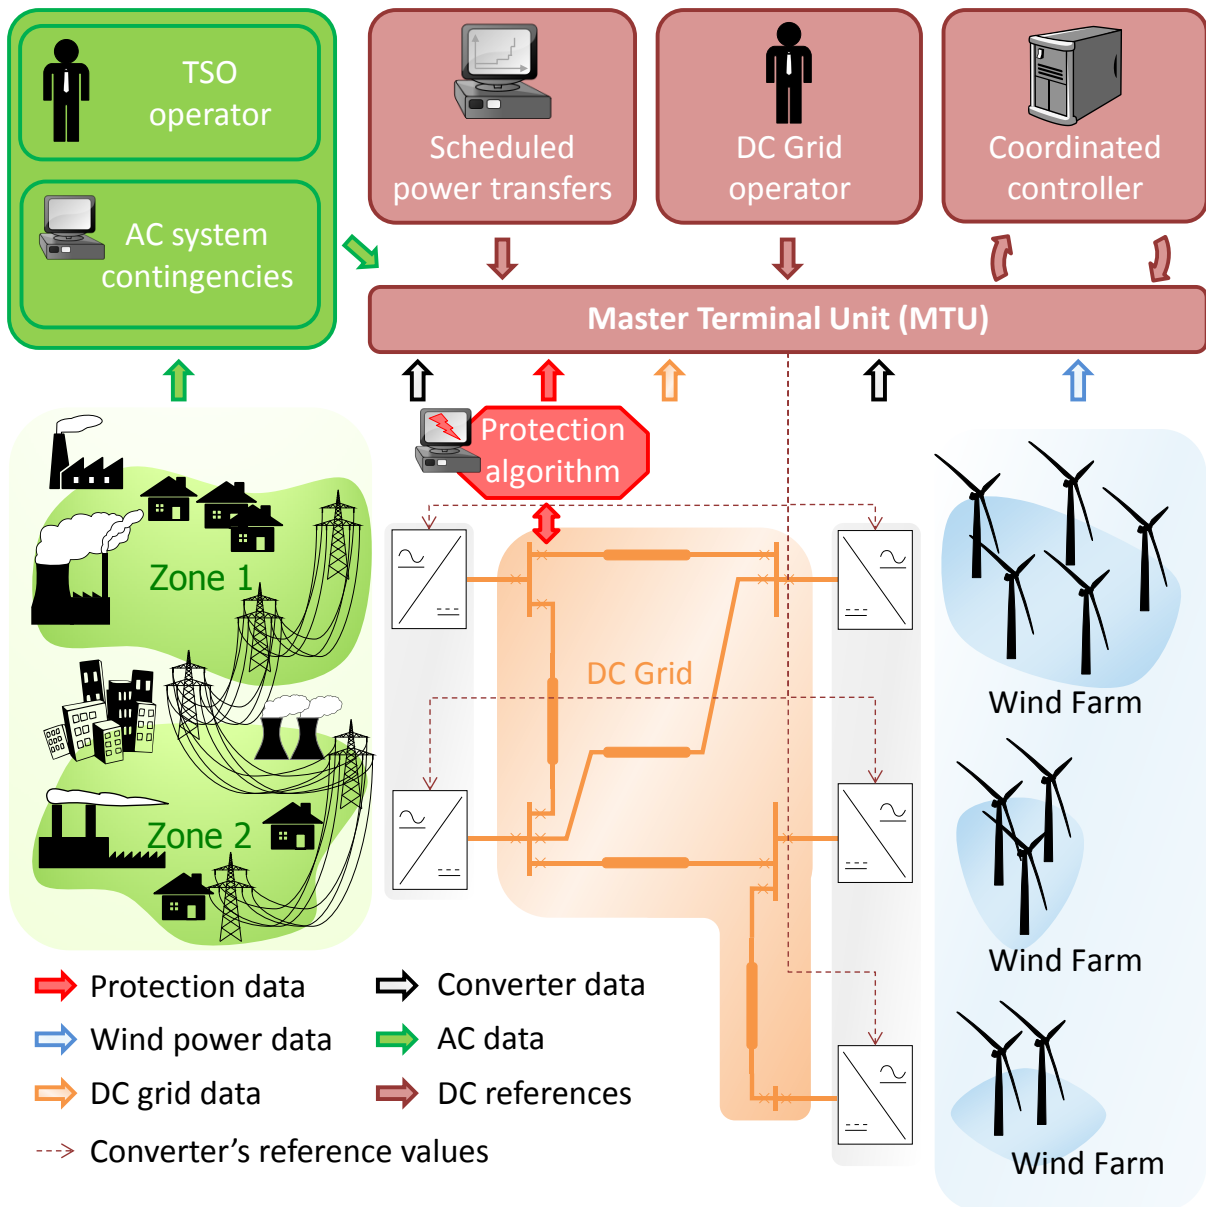 TSO
operator
AC system
contingencies
Scheduled
power transfers
DC Grid
operator
Coordinated
controller
Master Terminal Unit (MTU)
Protection
algorithm
Zone 1
Zone 2
DC Grid
Wind Farm
Wind Farm
Wind Farm
Protection data
Converter data
Wind power data
AC data
DC grid data
DC references
Converter's reference values